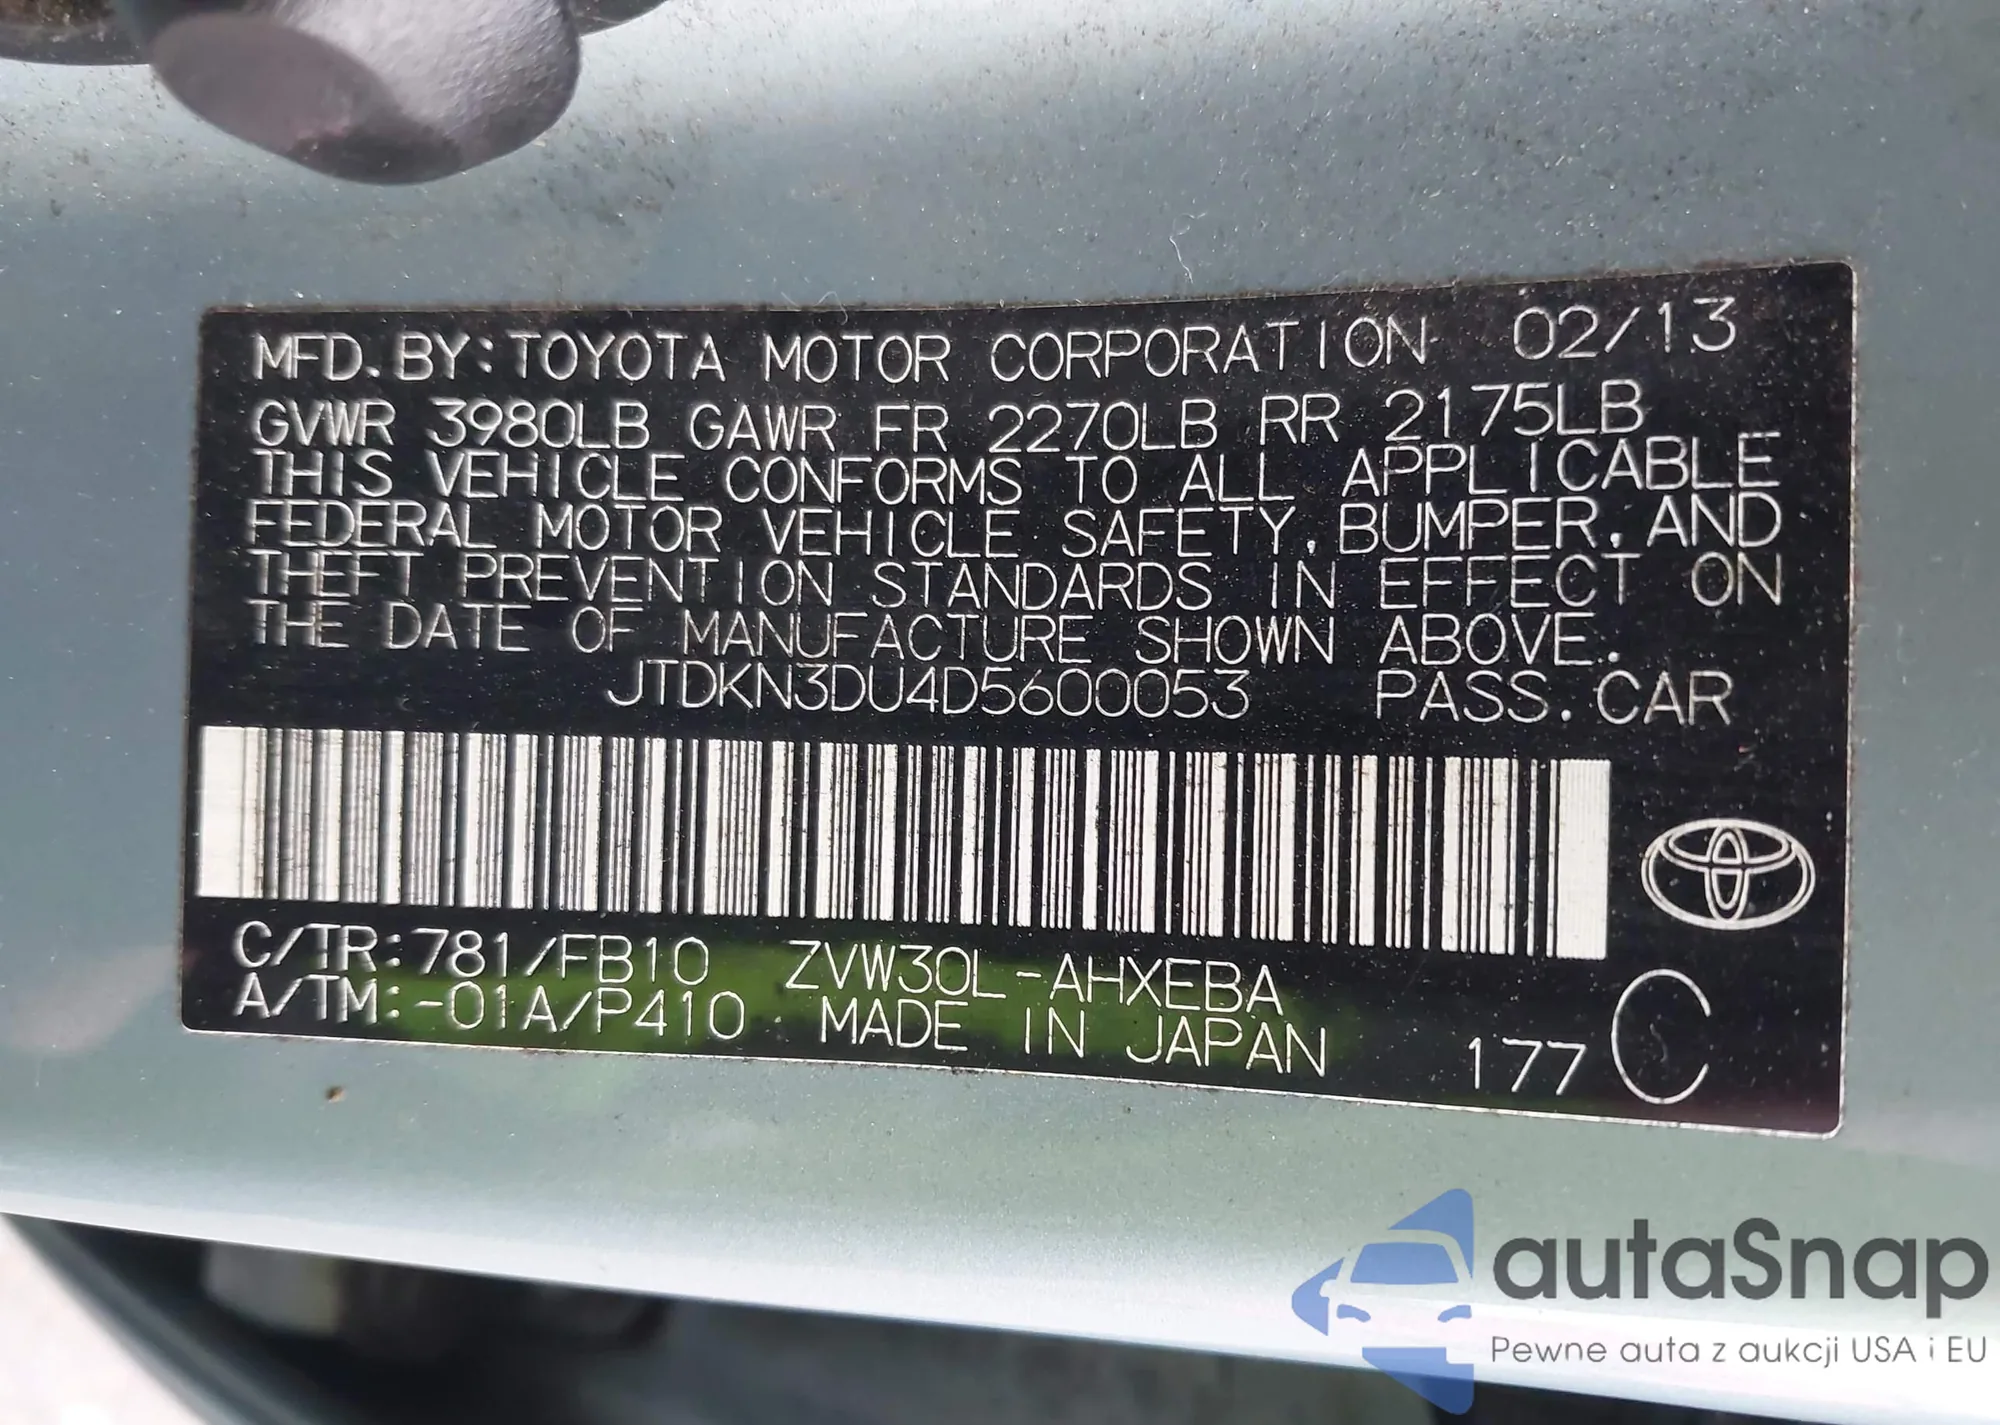 MFD. BY: TOYOTA MOTOR CORPORATION 02/13
GVWR 3980LB GAWR FR 2270LB RR 2175LB
THIS VEHICLE CONFORMS TO ALL APPLICABLE
FEDERAL MOTOR VEHICLE SAFETY, BUMPER, AND
THEFT PREVENTION STANDARDS IN EFFECT ON
THE DATE OF MANUFACTURE SHOWN ABOVE.
JTDKN3DU4D5600053 PASS. CAR
C/TR: 781/FB10 ZVW30L-AHXEBA
A/TM: -01A/P410 MADE IN JAPAN 177 C
autaSnap
Pewne auta z aukcji USA i EU